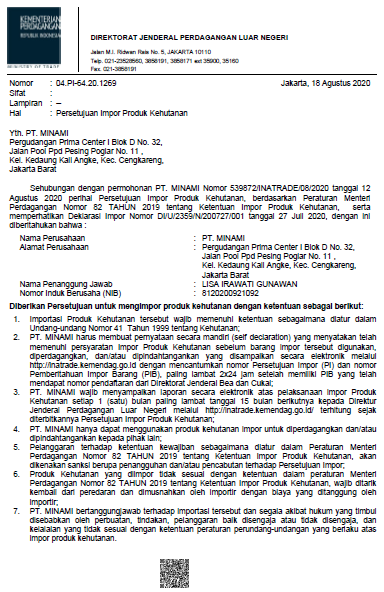 KEMENTERIAN
PERDAGANGAN
REPUBLIK INDONESIA
MINISTRY OF TRADE
DIREKTORAT JENDERAL PERDAGANGAN LUAR NEGERI
Jalan M.I. Ridwan Rais No. 5, JAKARTA 10110
Telp. 021-23528560, 3858191, 3858171 ext 35900, 35160
Fax. 021-3858191
Nomor : 04.PI-64.20.1269 Jakarta, 18 Agustus 2020
Sifat :
Lampiran : --
Hal : Persetujuan Impor Produk Kehutanan
Yth. PT. MINAMI
Pergudangan Prima Center I Blok D No. 32,
Jalan Pool Ppd Pesing Poglar No. 11 ,
Kel. Kedaung Kali Angke, Kec. Cengkareng,
Jakarta Barat
Sehubungan dengan permohonan PT. MINAMI Nomor 539872/INATRADE/08/2020 tanggal 12
Agustus 2020 perihal Persetujuan Impor Produk Kehutanan, berdasarkan Peraturan Menteri
Perdagangan Nomor 82 TAHUN 2019 tentang Ketentuan Impor Produk Kehutanan, serta
memperhatikan Deklarasi Impor Nomor DI/U/2359/N/200727/001 tanggal 27 Juli 2020, dengan ini
diberitahukan bahwa :
Nama Perusahaan : PT. MINAMI
Alamat Perusahaan : Pergudangan Prima Center I Blok D No. 32,
Jalan Pool Ppd Pesing Poglar No. 11 ,
Kel. Kedaung Kali Angke, Kec. Cengkareng,
Jakarta Barat
Nama Penanggung Jawab : LISA IRAWATI GUNAWAN
Nomor Induk Berusaha (NIB) : 8120200921092
Diberikan Persetujuan untuk mengimpor produk kehutanan dengan ketentuan sebagai berikut:
1. Importasi Produk Kehutanan tersebut wajib memenuhi ketentuan sebagaimana diatur dalam
Undang-undang Nomor 41 Tahun 1999 tentang Kehutanan;
2. PT. MINAMI harus membuat pernyataan secara mandiri (self declaration) yang menyatakan telah
memenuhi persyaratan Impor Produk Kehutanan sebelum barang impor tersebut digunakan,
diperdagangkan, dan/atau dipindahtangankan yang disampaikan secara elektronik melalui
http://inatrade.kemendag.go.id dengan mencantumkan nomor Persetujuan Impor (PI) dan nomor
Pemberitahuan Impor Barang (PIB), paling lambat 2x24 jam setelah memiliki PIB yang telah
mendapat nomor pendaftaran dari Direktorat Jenderal Bea dan Cukai;
3. PT. MINAMI wajib menyampaikan laporan secara elektronik atas pelaksanaan Impor Produk
Kehutanan setiap 1 (satu) bulan paling lambat tanggal 15 bulan berikutnya kepada Direktur
Jenderal Perdagangan Luar Negeri melalui http://inatrade.kemendag.go.id/ terhitung sejak
diterbitkannya Persetujuan Impor Produk Kehutanan;
4. PT. MINAMI hanya dapat menggunakan produk kehutanan impor untuk diperdagangkan dan/atau
dipindahtangankan kepada pihak lain;
5. Pelanggaran terhadap ketentuan kewajiban sebagaimana diatur dalam Peraturan Menteri
Perdagangan Nomor 82 TAHUN 2019 tentang Ketentuan Impor Produk Kehutanan, akan
dikenakan sanksi berupa penangguhan dan/atau pencabutan terhadap Persetujuan Impor;
6. Produk Kehutanan yang diimpor tidak sesuai dengan ketentuan dalam peraturan Menteri
Perdagangan Nomor 82 TAHUN 2019 tentang Ketentuan Impor Produk Kehutanan, wajib ditarik
kembali dari peredaran dan dimusnahkan oleh importir dengan biaya yang ditanggung oleh
importir;
7. PT. MINAMI bertanggungjawab terhadap importasi tersebut dan segala akibat hukum yang timbul
disebabkan oleh perbuatan, tindakan, pelanggaran baik disengaja atau tidak disengaja, dan
kelalaian yang tidak sesuai dengan ketentuan peraturan perundang-undangan yang berlaku atas
impor produk kehutanan.